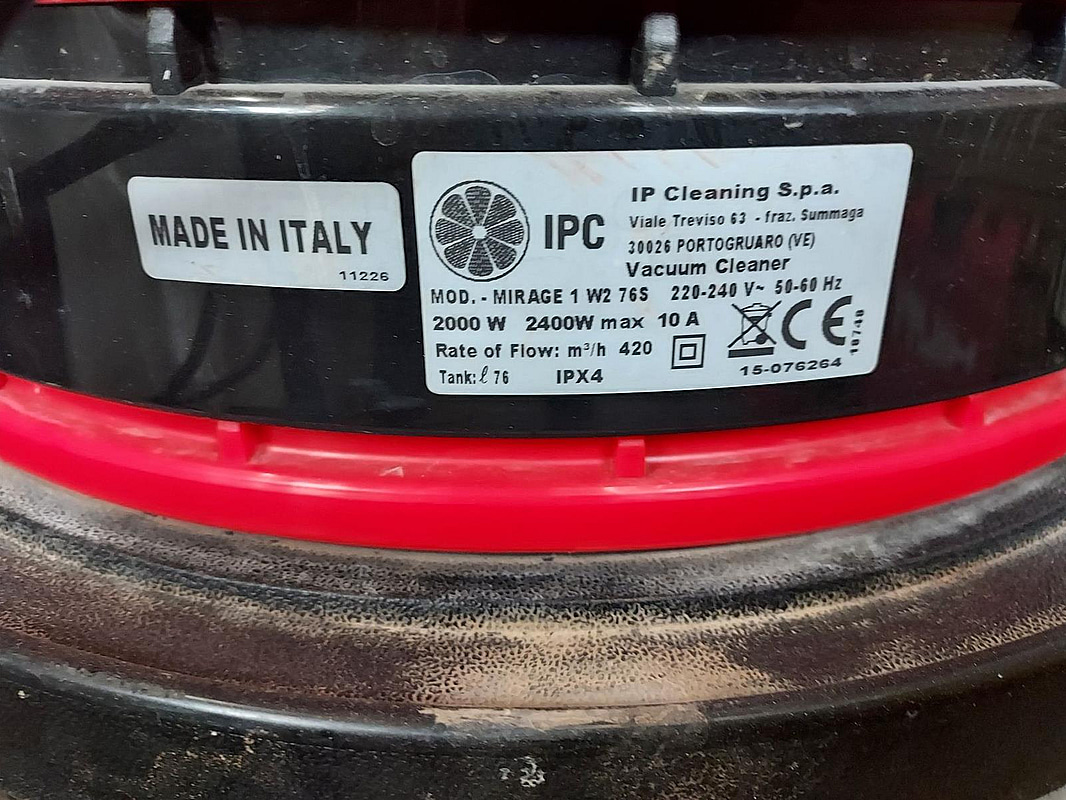 MADE IN ITALY
11226
IPC
IP Cleaning S.p.a.
Viale Treviso 63 - fraz. Summaga
30026 PORTOGRUARO (VE)
Vacuum Cleaner
MOD. - MIRAGE 1 W2 76S 220-240 V~ 50-60 Hz
2000 W 2400W max 10 A
Rate of Flow: m³/h 420
Tank: ℓ 76 IPX4
CE
18748
15-076264